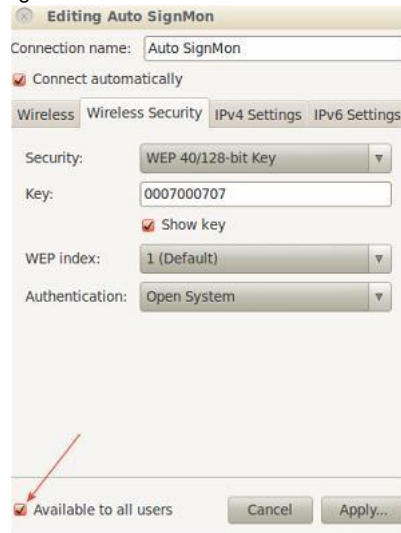 Editing Auto SignMon
Connection name: Auto SignMon
Connect automatically
Wireless Wireless Security IPv4 Settings IPv6 Settings
Security: WEP 40/128-bit Key
Key: 0007000707
Show key
WEP index: 1 (Default)
Authentication: Open System
Available to all users Cancel Apply...